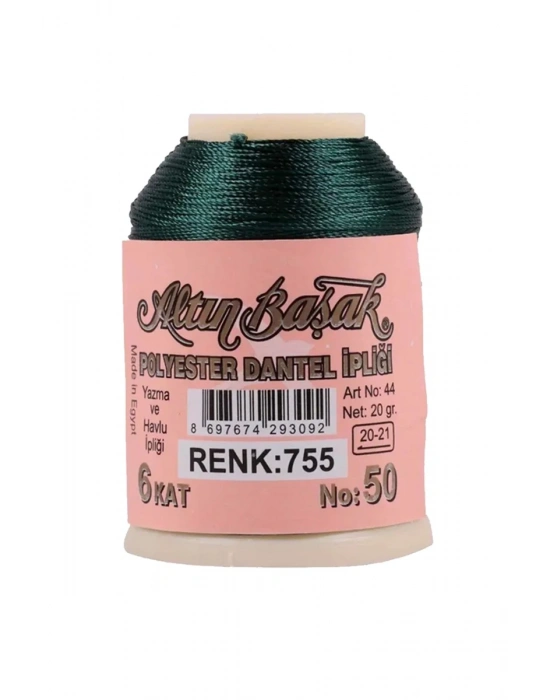 Altın Başak
POLYESTER DANTEL İPLİĞİ
Made in Egypt
Yazma
ve
Havlu
İpliği
8 697674 293092
Art No: 44
Net: 20 gr.
20-21
RENK:755
6 KAT
No: 50